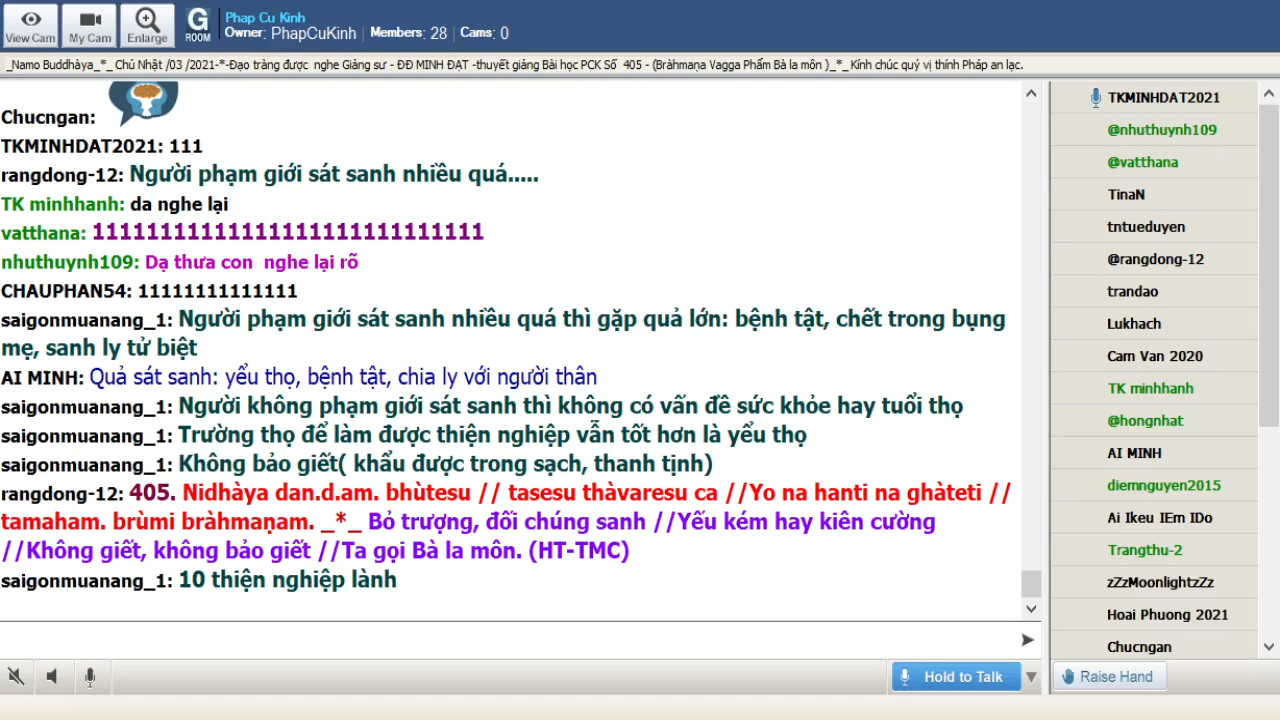 View Cam
My Cam
Enlarge
G
ROOM
Phap Cu Kinh
Owner: PhapCuKinh Members: 28 Cams: 0
_Namo Buddhàya_*_ Chủ Nhật /03 /2021-*-Đạo tràng được nghe Giảng sư - ĐĐ MINH ĐẠT -thuyết giảng Bài học PCK Số 405 - (Bràhmaṇa Vagga Phẩm Bà la môn )_*_ Kính chúc quý vị thính Pháp an lạc.
Chucngan:
TKMINHDAT2021: 111
rangdong-12: Người phạm giới sát sanh nhiều quá.....
TK minhhanh: da nghe lại
vatthana: 11111111111111111111111111111
nhuthuynh109: Dạ thưa con nghe lại rõ
CHAUPHAN54: 11111111111111
saigonmuanang_1: Người phạm giới sát sanh nhiều quá thì gặp quả lớn: bệnh tật, chết trong bụng
mẹ, sanh ly tử biệt
AI MINH: Quả sát sanh: yểu thọ, bệnh tật, chia ly với người thân
saigonmuanang_1: Người không phạm giới sát sanh thì không có vấn đề sức khỏe hay tuổi thọ
saigonmuanang_1: Trường thọ để làm được thiện nghiệp vẫn tốt hơn là yểu thọ
saigonmuanang_1: Không bảo giết( khẩu được trong sạch, thanh tịnh)
rangdong-12: 405. Nidhàya dan.d.am. bhùtesu // tasesu thàvaresu ca //Yo na hanti na ghàteti //
tamaham. brùmi bràhmaṇam. _*_ Bỏ trượng, đối chúng sanh //Yếu kém hay kiên cường
//Không giết, không bảo giết //Ta gọi Bà la môn. (HT-TMC)
saigonmuanang_1: 10 thiện nghiệp lành
TKMINHDAT2021
@nhuthuynh109
@vatthana
TinaN
tntueduyen
@rangdong-12
trandao
Lukhach
Cam Van 2020
TK minhhanh
@hongnhat
AI MINH
diemnguyen2015
Ai Ikeu IEm IDo
Trangthu-2
zZzMoonlightzZz
Hoai Phuong 2021
Chucngan
Hold to Talk
Raise Hand